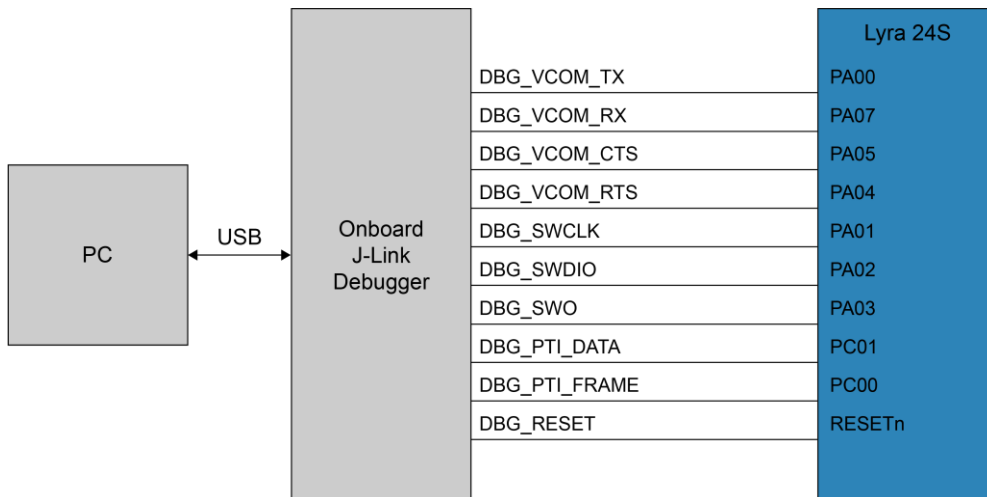 Lyra 24S
DBG_VCOM_TX PA00
DBG_VCOM_RX PA07
DBG_VCOM_CTS PA05
DBG_VCOM_RTS PA04
DBG_SWCLK PA01
DBG_SWDIO PA02
DBG_SWO PA03
DBG_PTI_DATA PC01
DBG_PTI_FRAME PC00
DBG_RESET RESETn
PC
USB
Onboard
J-Link
Debugger